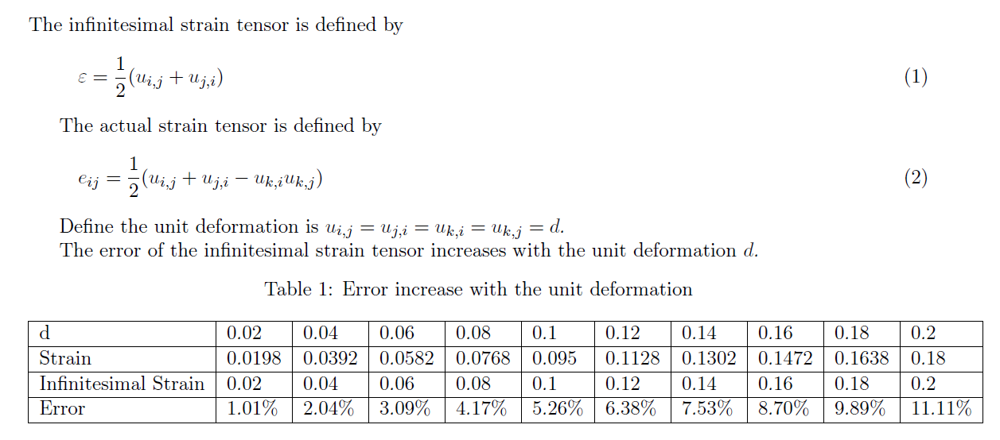 The infinitesimal strain tensor is defined by
ε = 1/2 (u_{i,j} + u_{j,i}) (1)
The actual strain tensor is defined by
e_{ij} = 1/2 (u_{i,j} + u_{j,i} − u_{k,i}u_{k,j}) (2)
Define the unit deformation is u_{i,j} = u_{j,i} = u_{k,i} = u_{k,j} = d.
The error of the infinitesimal strain tensor increases with the unit deformation d.
Table 1: Error increase with the unit deformation
d 0.02 0.04 0.06 0.08 0.1 0.12 0.14 0.16 0.18 0.2
Strain 0.0198 0.0392 0.0582 0.0768 0.095 0.1128 0.1302 0.1472 0.1638 0.18
Infinitesimal Strain 0.02 0.04 0.06 0.08 0.1 0.12 0.14 0.16 0.18 0.2
Error 1.01% 2.04% 3.09% 4.17% 5.26% 6.38% 7.53% 8.70% 9.89% 11.11%